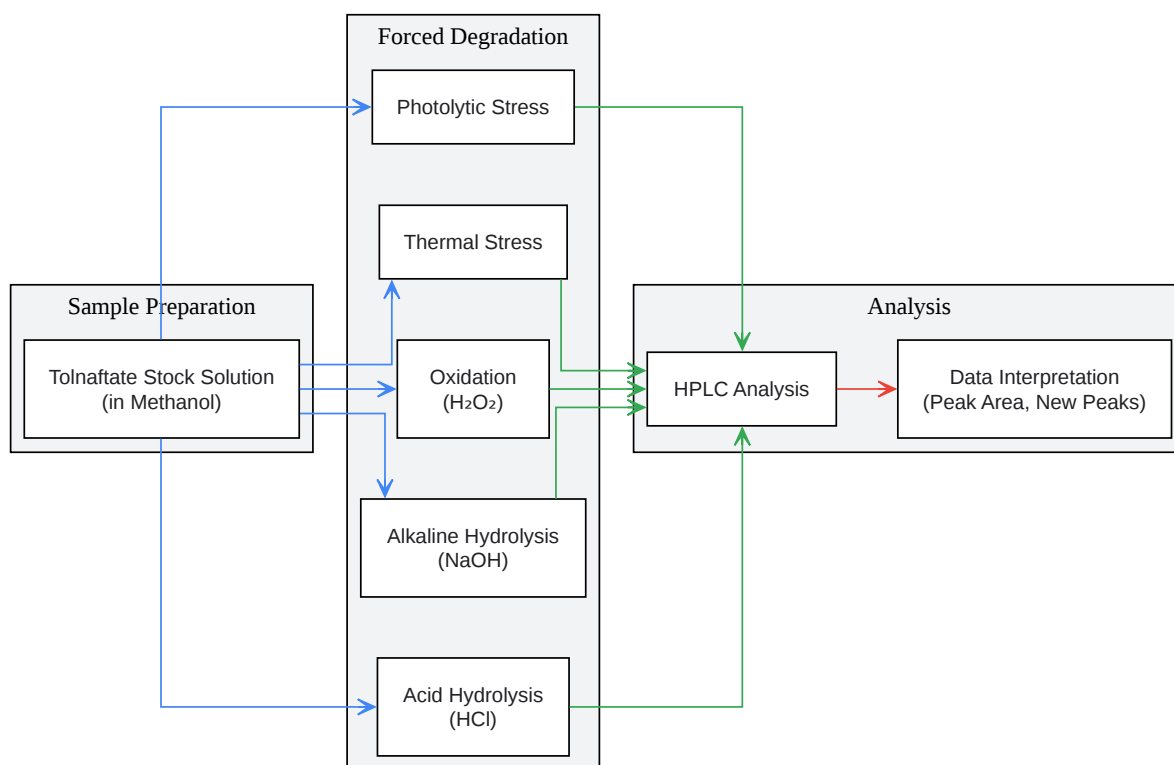 Forced Degradation
Photolytic Stress
Thermal Stress
Sample Preparation
Analysis
Tolnaftate Stock Solution
(in Methanol)
Oxidation
(H₂O₂)
HPLC Analysis
Data Interpretation
(Peak Area, New Peaks)
Alkaline Hydrolysis
(NaOH)
Acid Hydrolysis
(HCl)